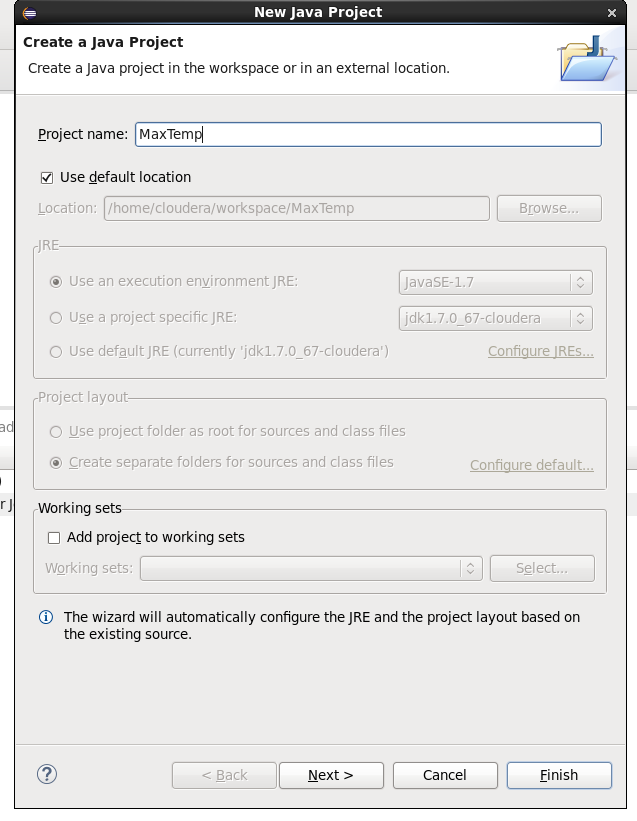 New Java Project
Create a Java Project
Create a Java project in the workspace or in an external location.
Project name: MaxTemp
Use default location
Location: /home/cloudera/workspace/MaxTemp Browse...
JRE
Use an execution environment JRE: JavaSE-1.7
Use a project specific JRE: jdk1.7.0_67-cloudera
Use default JRE (currently 'jdk1.7.0_67-cloudera') Configure JREs...
Project layout
Use project folder as root for sources and class files
Create separate folders for sources and class files Configure default...
Working sets
Add project to working sets
Working sets: Select...
The wizard will automatically configure the JRE and the project layout based on
the existing source.
? < Back Next > Cancel Finish
ad
r J